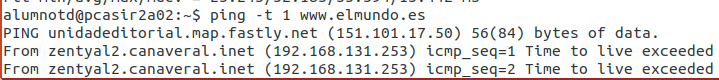 alumnotd@pcasir2a02:~$ ping -t 1 www.elmundo.es
PING unidadeditorial.map.fastly.net (151.101.17.50) 56(84) bytes of data.
From zentyal2.canaveral.inet (192.168.131.253) icmp_seq=1 Time to live exceeded
From zentyal2.canaveral.inet (192.168.131.253) icmp_seq=2 Time to live exceeded